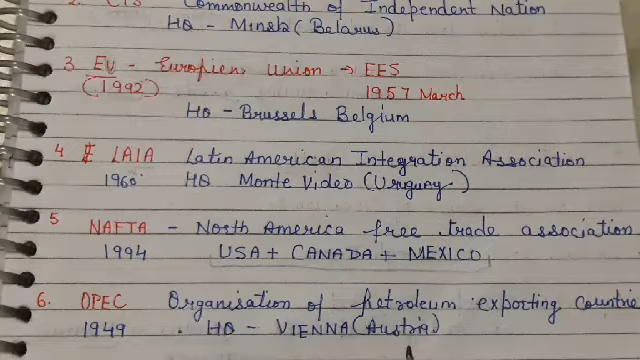 2. CIS Commonwealth of Independent Nation
HQ - Minsk (Belarus)
3 EU - Europien Union → EES
(1992) 1957 March
HQ - Brussels Belgium
4 LAIA Latin American Integration Association
1960 HQ Monte Video (Uruguay)
5 NAFTA - North America free trade association
1994 USA + CANADA + MEXICO
6. OPEC Organisation of Petroleum exporting Countrie
1949 HQ - VIENNA (Austria)